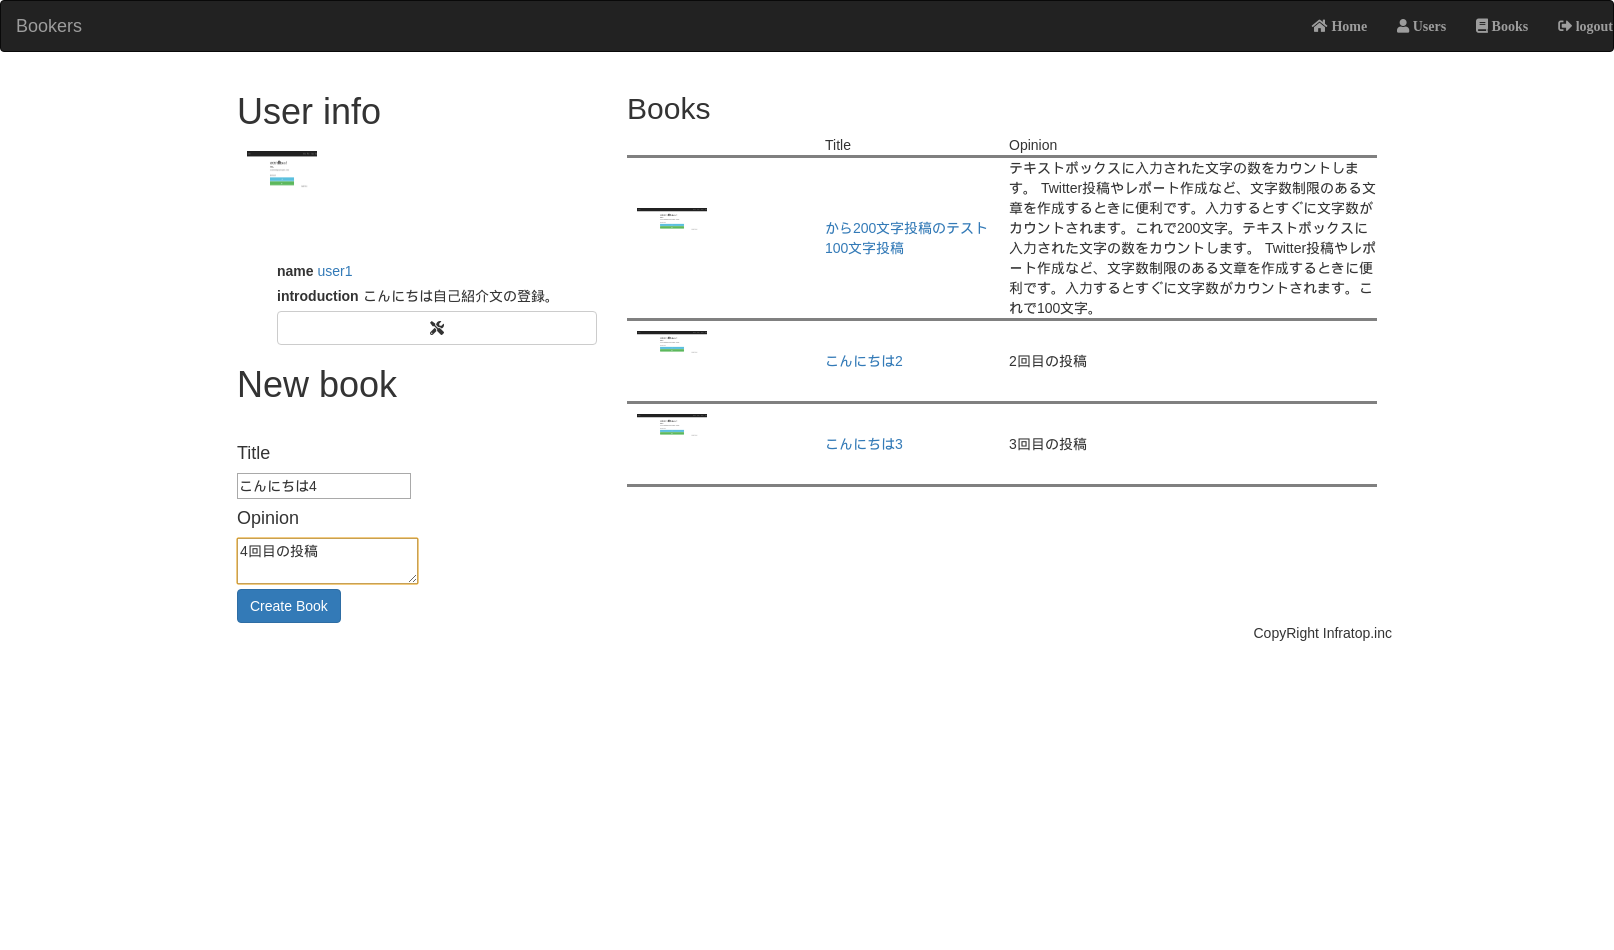 Bookers
Home
Users
Books
logout
User info
name user1
introduction こんにちは自己紹介文の登録。
New book
Title
こんにちは4
Opinion
4回目の投稿
Create Book
Books
Title Opinion
から200文字投稿のテスト
100文字投稿
テキストボックスに入力された文字の数をカウントしま
す。 Twitter投稿やレポート作成など、文字数制限のある文
章を作成するときに便利です。入力するとすぐに文字数が
カウントされます。これで200文字。テキストボックスに
入力された文字の数をカウントします。 Twitter投稿やレポ
ート作成など、文字数制限のある文章を作成するときに便
利です。入力するとすぐに文字数がカウントされます。こ
れで100文字。
こんにちは2 2回目の投稿
こんにちは3 3回目の投稿
CopyRight Infratop.inc